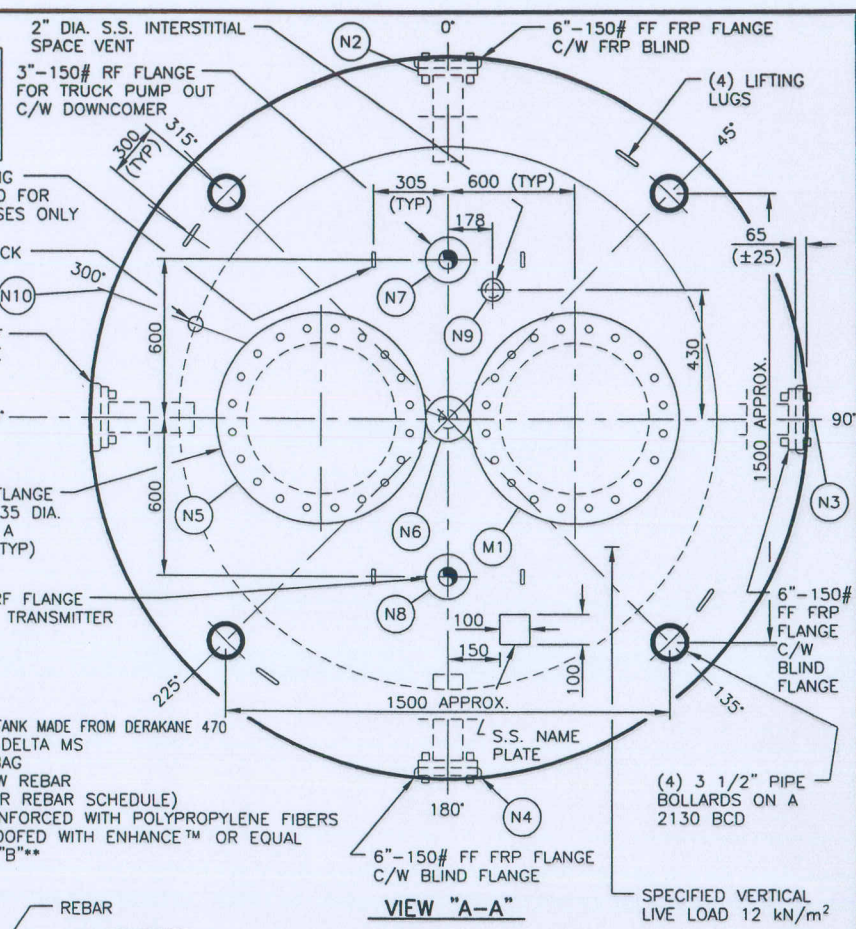 2" DIA. S.S. INTERSTITIAL
SPACE VENT
0°
6"-150# FF FRP FLANGE
C/W FRP BLIND
N2
3"-150# RF FLANGE
FOR TRUCK PUMP OUT
C/W DOWNCOMER
(4) LIFTING
LUGS
315°
45°
300
(TYP)
NG
D FOR
SES ONLY
305
(TYP)
600 (TYP)
178
65
(±25)
CK
300°
N10
N7
N9
600
430
1500 APPROX.
90°
N3
FLANGE
35 DIA.
A
TYP)
N5
N6
M1
600
RF FLANGE
TRANSMITTER
N8
100
150
100
6"-150#
FF FRP
FLANGE
C/W
BLIND
FLANGE
225°
135°
1500 APPROX.
S.S. NAME
PLATE
TANK MADE FROM DERAKANE 470
DELTA MS
BAG
W REBAR
R REBAR SCHEDULE)
NFORCED WITH POLYPROPYLENE FIBERS
OOFED WITH ENHANCE™ OR EQUAL
"B"**
180°
N4
(4) 3 1/2" PIPE
BOLLARDS ON A
2130 BCD
6"-150# FF FRP FLANGE
C/W BLIND FLANGE
REBAR
VIEW "A-A"
SPECIFIED VERTICAL
LIVE LOAD 12 kN/m²